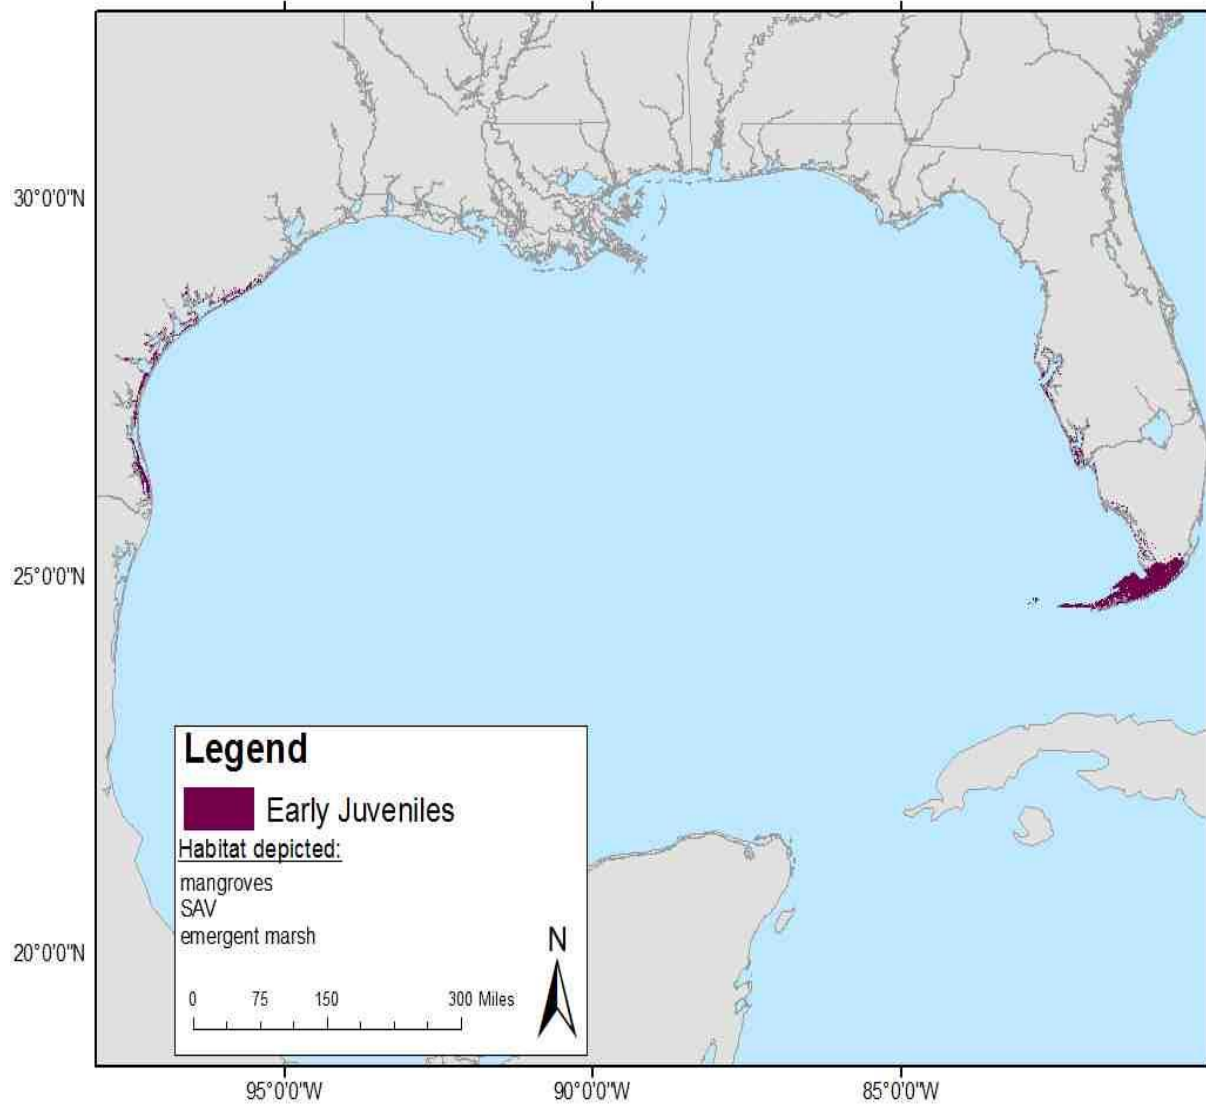 30°0'0"N
25°0'0"N
20°0'0"N
Legend
Early Juveniles
Habitat depicted:
mangroves
SAV
emergent marsh
N
0 75 150 300 Miles
95°0'0"W 90°0'0"W 85°0'0"W